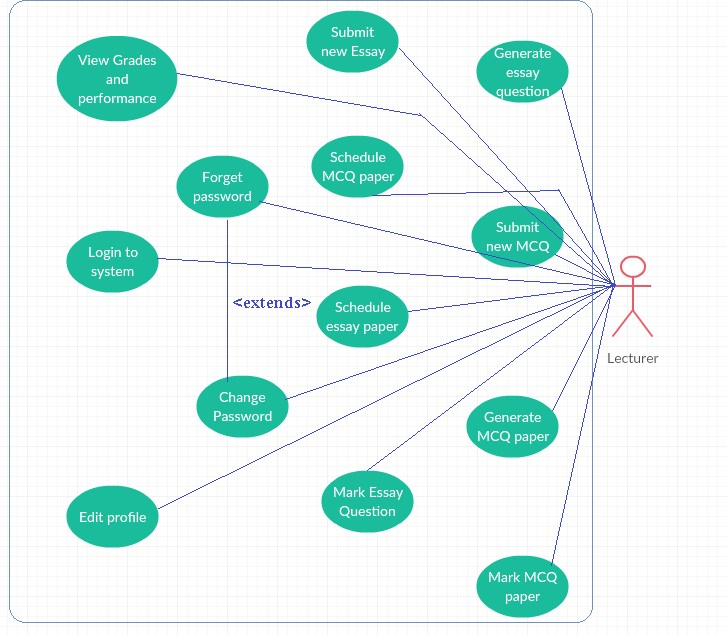 Submit
new Essay
View Grades
and
performance
Generate
essay
question
Schedule
MCQ paper
Forget
password
Submit
new MCQ
Login to
system
<extends>
Schedule
essay paper
Lecturer
Change
Password
Generate
MCQ paper
Mark Essay
Question
Edit profile
Mark MCQ
paper